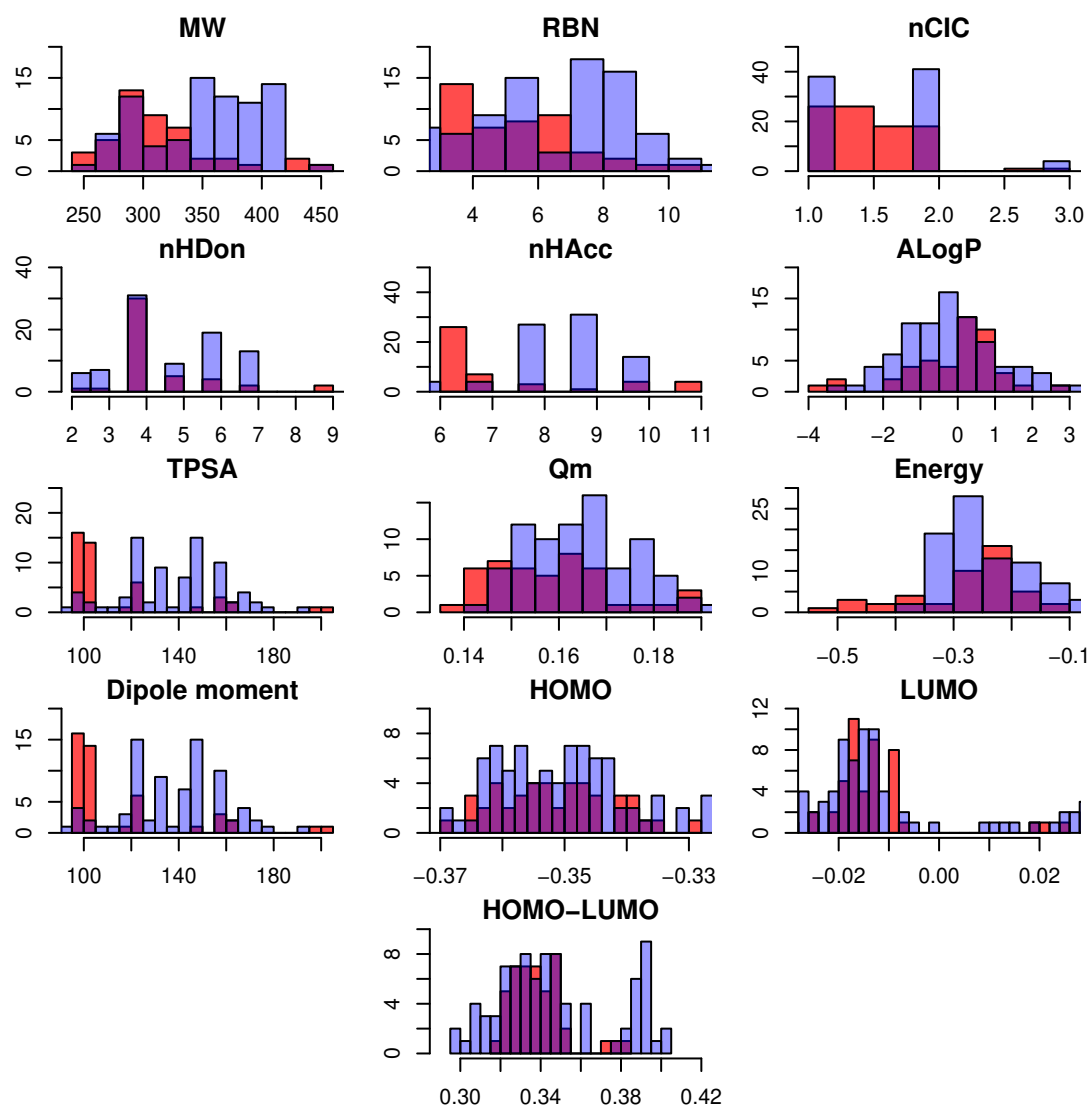 MW RBN nCIC
0 5 15
250 300 350 400 450
0 5 15
4 6 8 10
0 20 40
1.0 1.5 2.0 2.5 3.0
nHDon nHAcc ALogP
0 20 40
2 3 4 5 6 7 8 9
0 20 40
6 7 8 9 10 11
0 5 15
−4 −2 0 1 2 3
TPSA Qm Energy
0 10 20
100 140 180
0 5 10
0.14 0.16 0.18
0 10 25
−0.5 −0.3 −0.1
Dipole moment HOMO LUMO
0 5 15
100 140 180
0 4 8
−0.37 −0.35 −0.33
0 4 8 12
−0.02 0.00 0.02
HOMO−LUMO
0 4 8
0.30 0.34 0.38 0.42